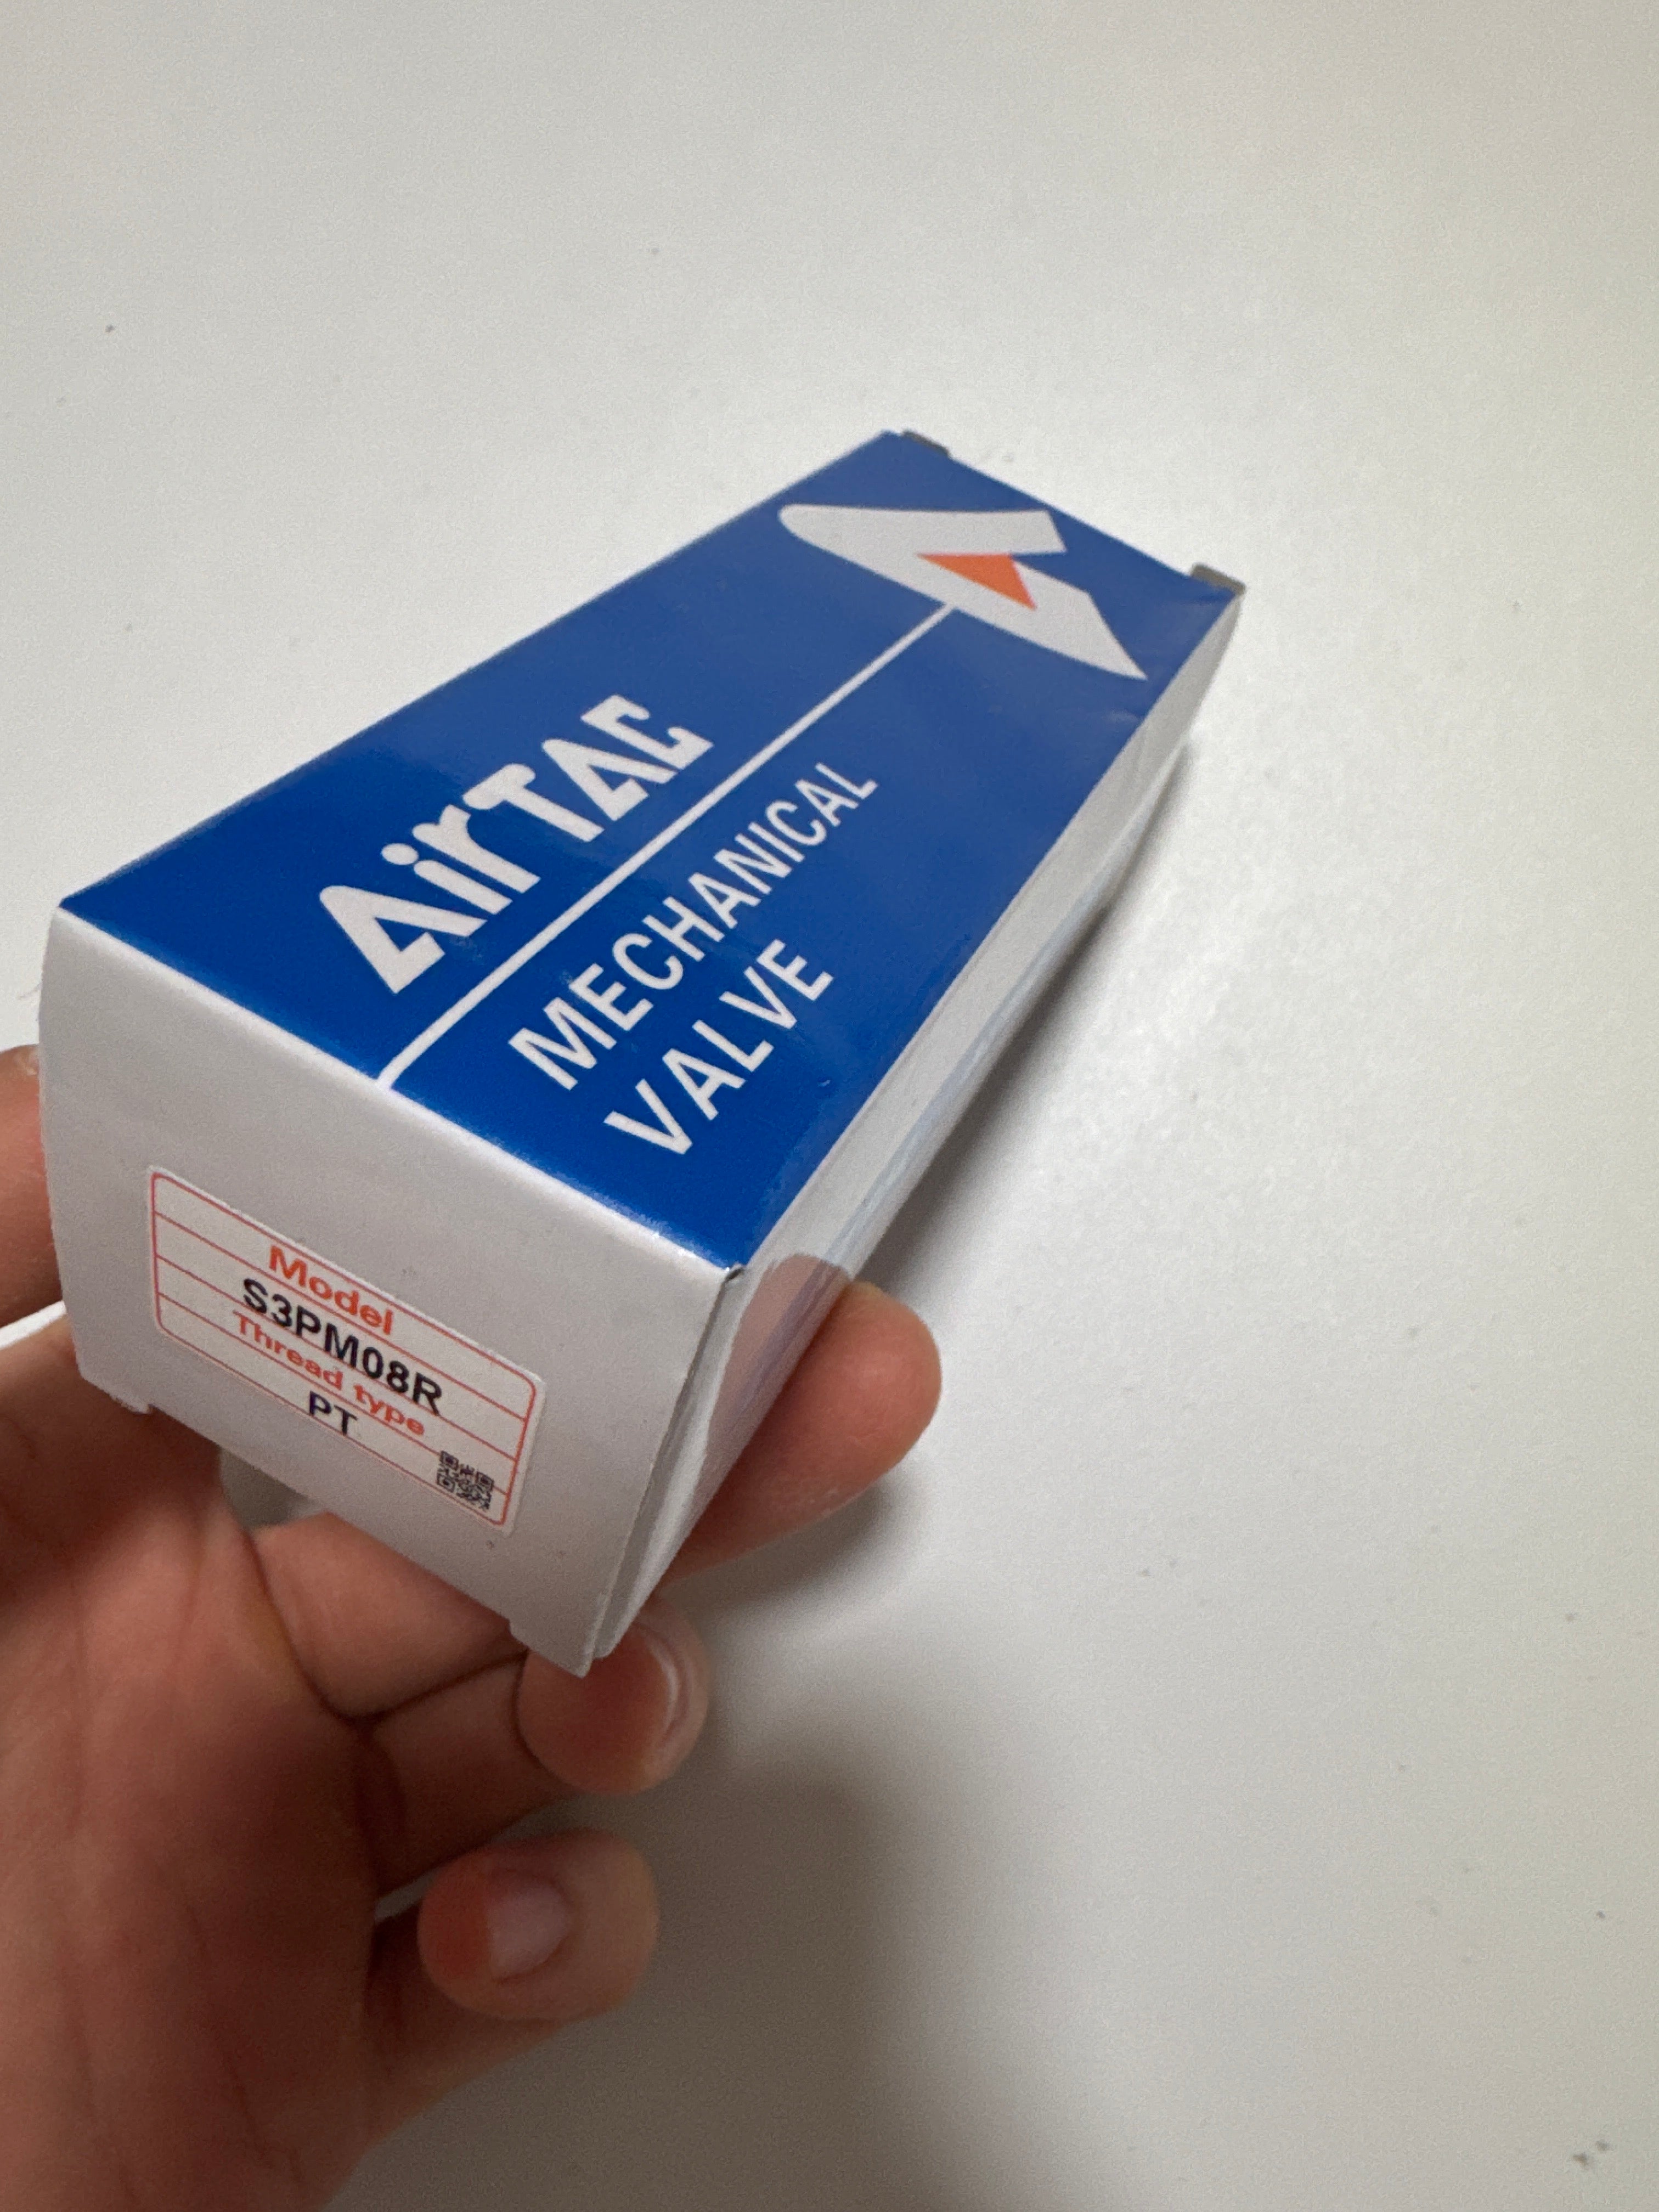 AirTAC
MECHANICAL
VALVE
Model
S3PM08R
Thread type
PT